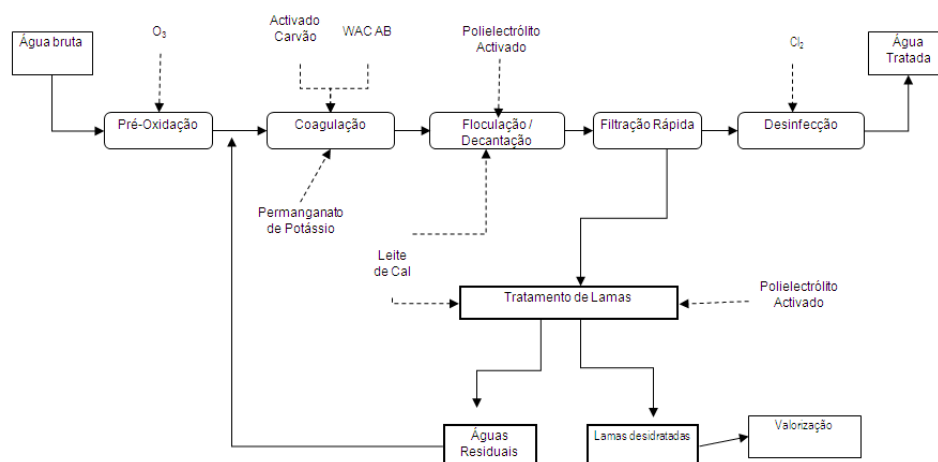 Água bruta
O₃
Activado
Carvão
WAC AB
Polielectrólito
Activado
Cl₂
Água
Tratada
Pré-Oxidação
Coagulação
Floculação /
Decantação
Filtração Rápida
Desinfecção
Permanganato
de Potássio
Leite
de Cal
Tratamento de Lamas
Polielectrólito
Activado
Águas
Residuais
Lamas desidratadas
Valorização